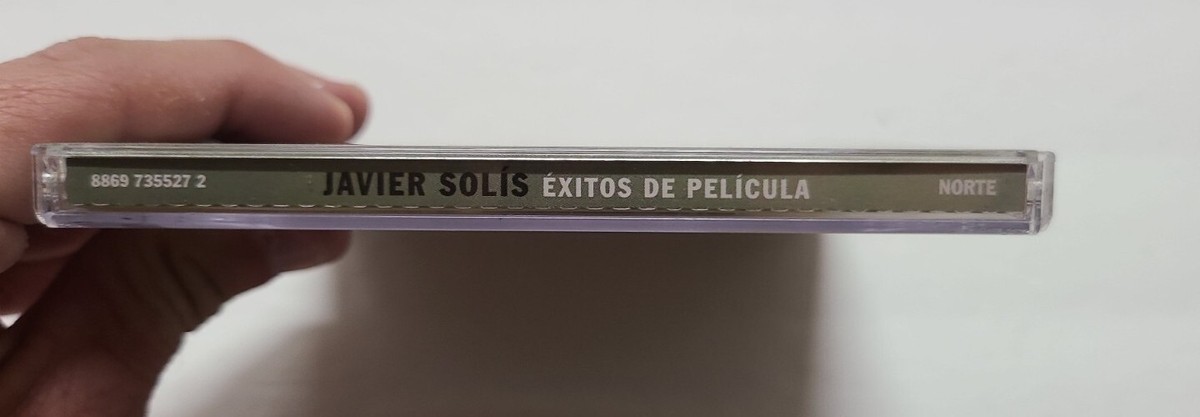 8869 735527 2 JAVIER SOLÍS ÉXITOS DE PELÍCULA NORTE